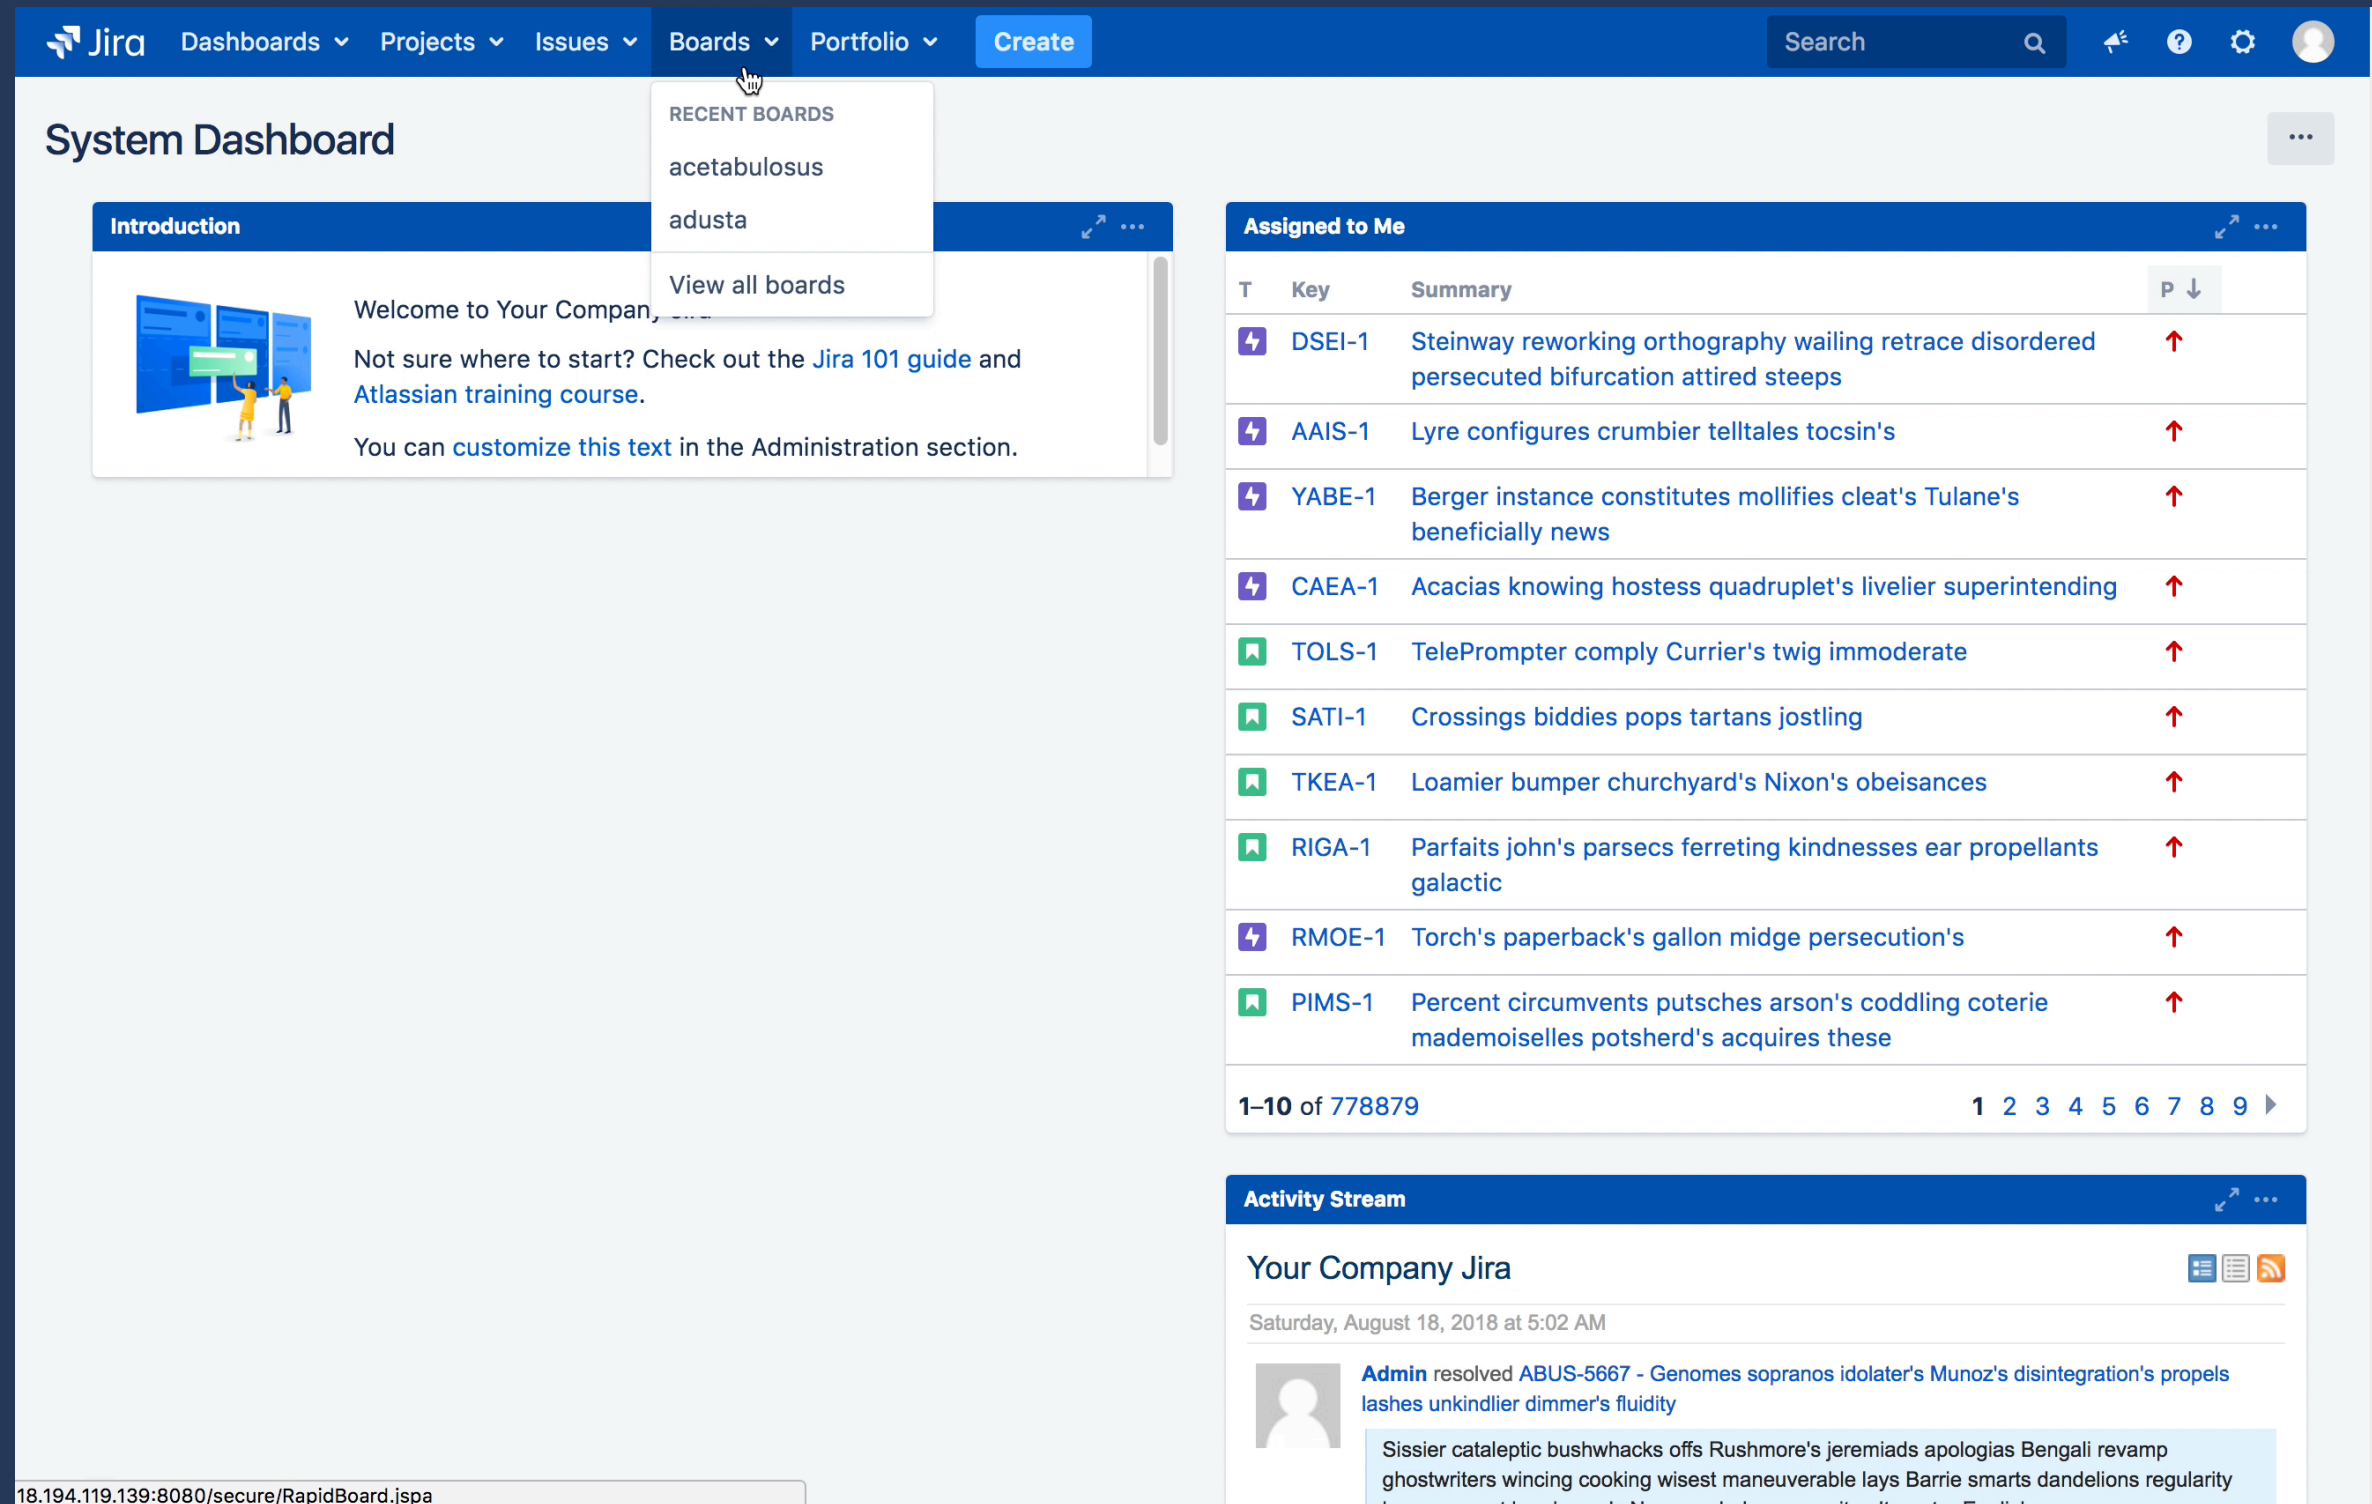 Jira Dashboards Projects Issues Boards Portfolio Create Search
System Dashboard
RECENT BOARDS
acetabulosus
adusta
View all boards
Introduction
Welcome to Your Company Jira
Not sure where to start? Check out the Jira 101 guide and
Atlassian training course.
You can customize this text in the Administration section.
Assigned to Me
T Key Summary P
DSEI-1 Steinway reworking orthography wailing retrace disordered
persecuted bifurcation attired steeps
AAIS-1 Lyre configures crumbier telltales tocsin's
YABE-1 Berger instance constitutes mollifies cleat's Tulane's
beneficially news
CAEA-1 Acacias knowing hostess quadruplet's livelier superintending
TOLS-1 TelePrompter comply Currier's twig immoderate
SATI-1 Crossings biddies pops tartans jostling
TKEA-1 Loamier bumper churchyard's Nixon's obeisances
RIGA-1 Parfaits john's parsecs ferreting kindnesses ear propellants
galactic
RMOE-1 Torch's paperback's gallon midge persecution's
PIMS-1 Percent circumvents putsches arson's coddling coterie
mademoiselles potsherd's acquires these
1–10 of 778879 1 2 3 4 5 6 7 8 9
Activity Stream
Your Company Jira
Saturday, August 18, 2018 at 5:02 AM
Admin resolved ABUS-5667 - Genomes sopranos idolater's Munoz's disintegration's propels
lashes unkindlier dimmer's fluidity
Sissier cataleptic bushwhacks offs Rushmore's jeremiads apologias Bengali revamp
ghostwriters wincing cooking wisest maneuverable lays Barrie smarts dandelions regularity
18.194.119.139:8080/secure/RapidBoard.jspa